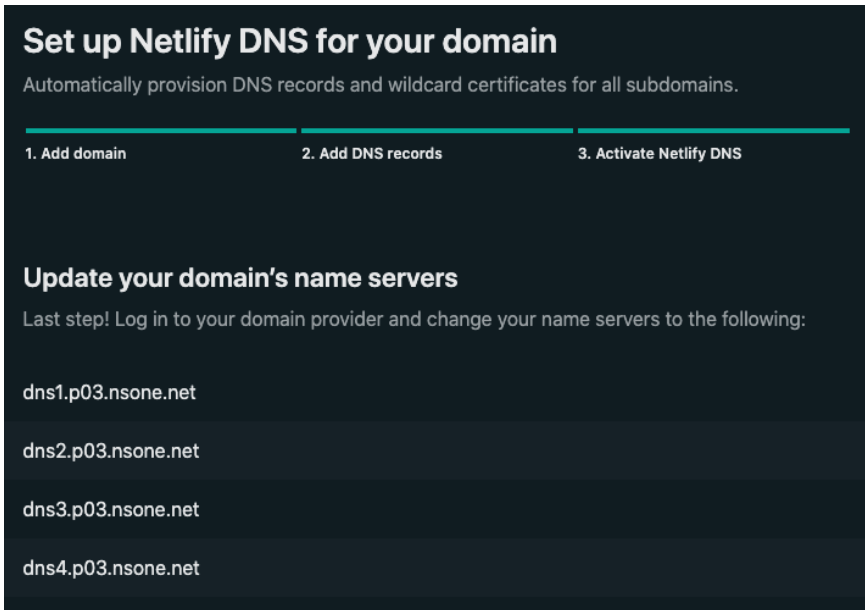 Set up Netlify DNS for your domain
Automatically provision DNS records and wildcard certificates for all subdomains.
1. Add domain
2. Add DNS records
3. Activate Netlify DNS
Update your domain’s name servers
Last step! Log in to your domain provider and change your name servers to the following:
dns1.p03.nsone.net
dns2.p03.nsone.net
dns3.p03.nsone.net
dns4.p03.nsone.net